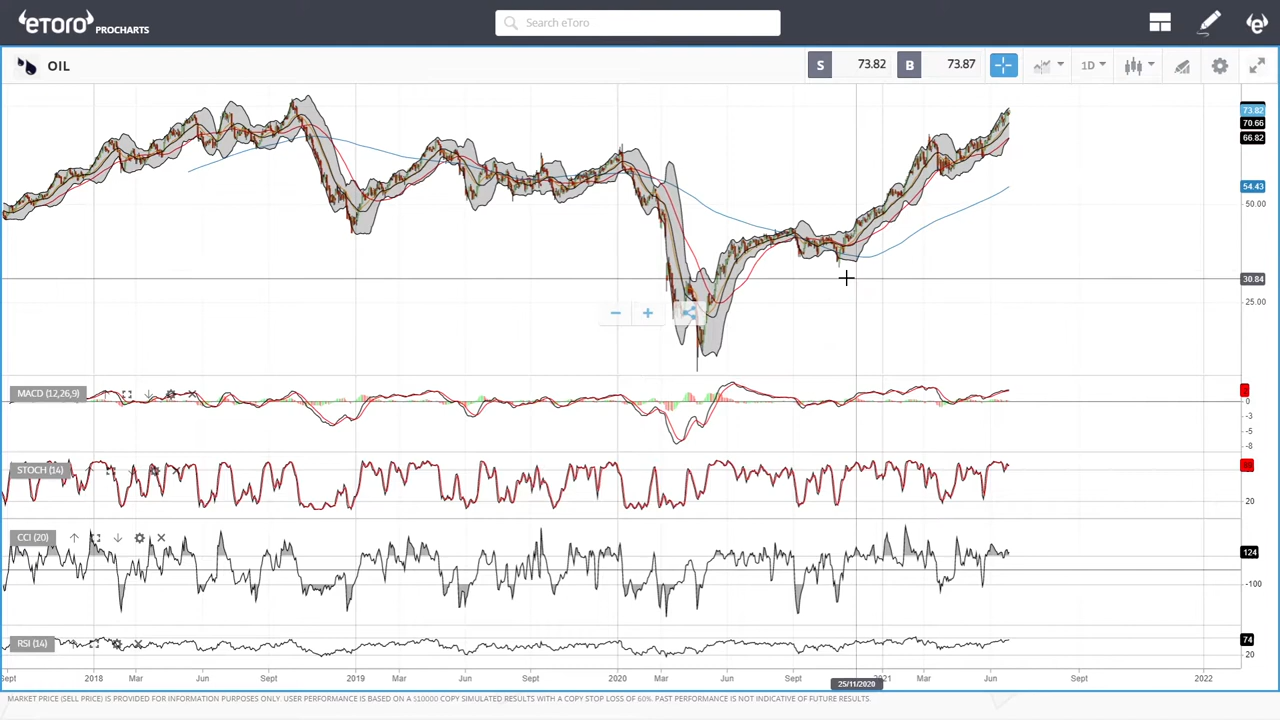 eToro PROCHARTS
Search eToro
OIL
S 73.82 B 73.87
1D
73.82
70.66
66.82
54.43
50.00
30.84
25.00
MACD (12,26,9)
0
-3
-5
-8
STOCH (14)
20
CCI (20)
124
-100
RSI (14)
74
20
Sept 2018 Mar Jun Sept 2019 Mar Jun Sept 2020 Mar Jun Sept 2021 Mar Jun Sept 2022
25/11/2020
MARKET PRICE (SELL PRICE) IS PROVIDED FOR INFORMATION PURPOSES ONLY. USER PERFORMANCE IS BASED ON A $10000 COPY SIMULATED RESULTS WITH A COPY STOP LOSS OF 60%. PAST PERFORMANCE IS NOT INDICATIVE OF FUTURE RESULTS.